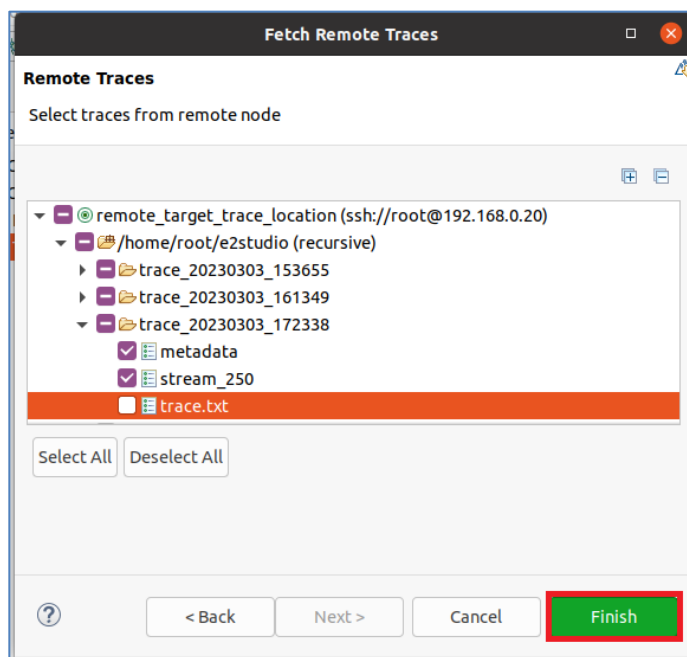 Fetch Remote Traces
Remote Traces
Select traces from remote node
remote_target_trace_location (ssh://root@192.168.0.20)
/home/root/e2studio (recursive)
trace_20230303_153655
trace_20230303_161349
trace_20230303_172338
metadata
stream_250
trace.txt
Select All Deselect All
< Back Next > Cancel Finish